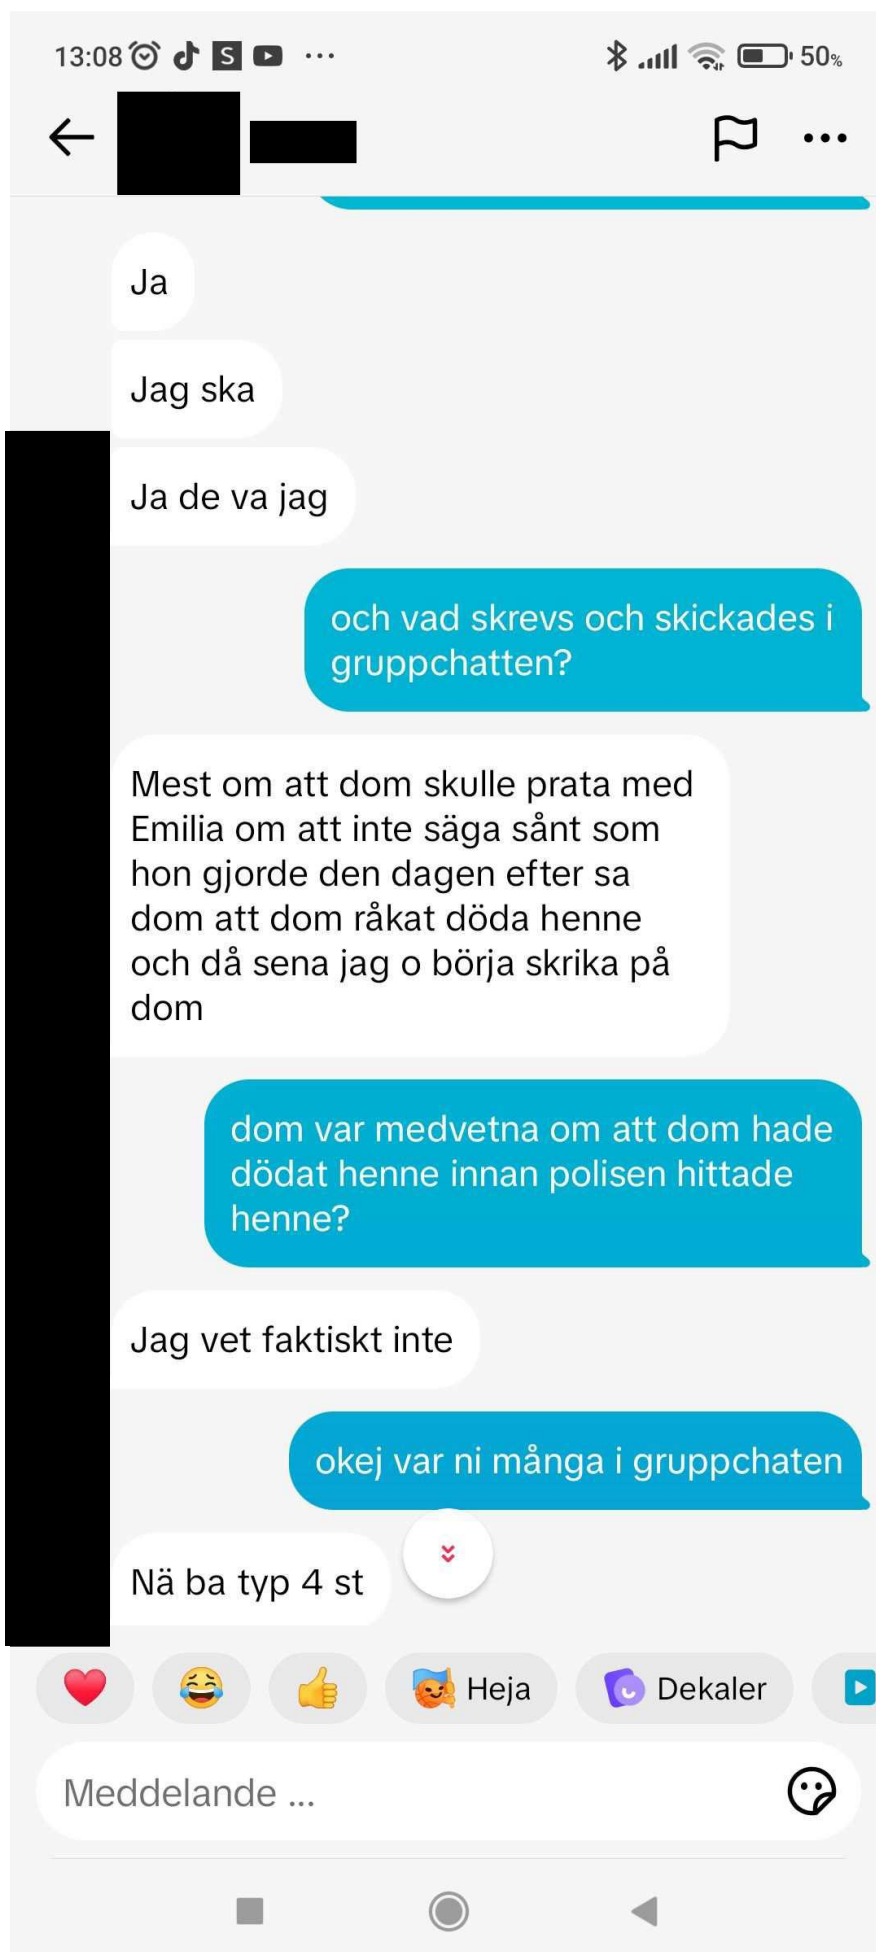 13:08 S ... 50%
Ja
Jag ska
Ja de va jag
och vad skrevs och skickades i
gruppchatten?
Mest om att dom skulle prata med
Emilia om att inte säga sånt som
hon gjorde den dagen efter sa
dom att dom råkat döda henne
och då sena jag o börja skrika på
dom
dom var medvetna om att dom hade
dödat henne innan polisen hittade
henne?
Jag vet faktiskt inte
okej var ni många i gruppchaten
Nä ba typ 4 st
Heja Dekaler
Meddelande ...